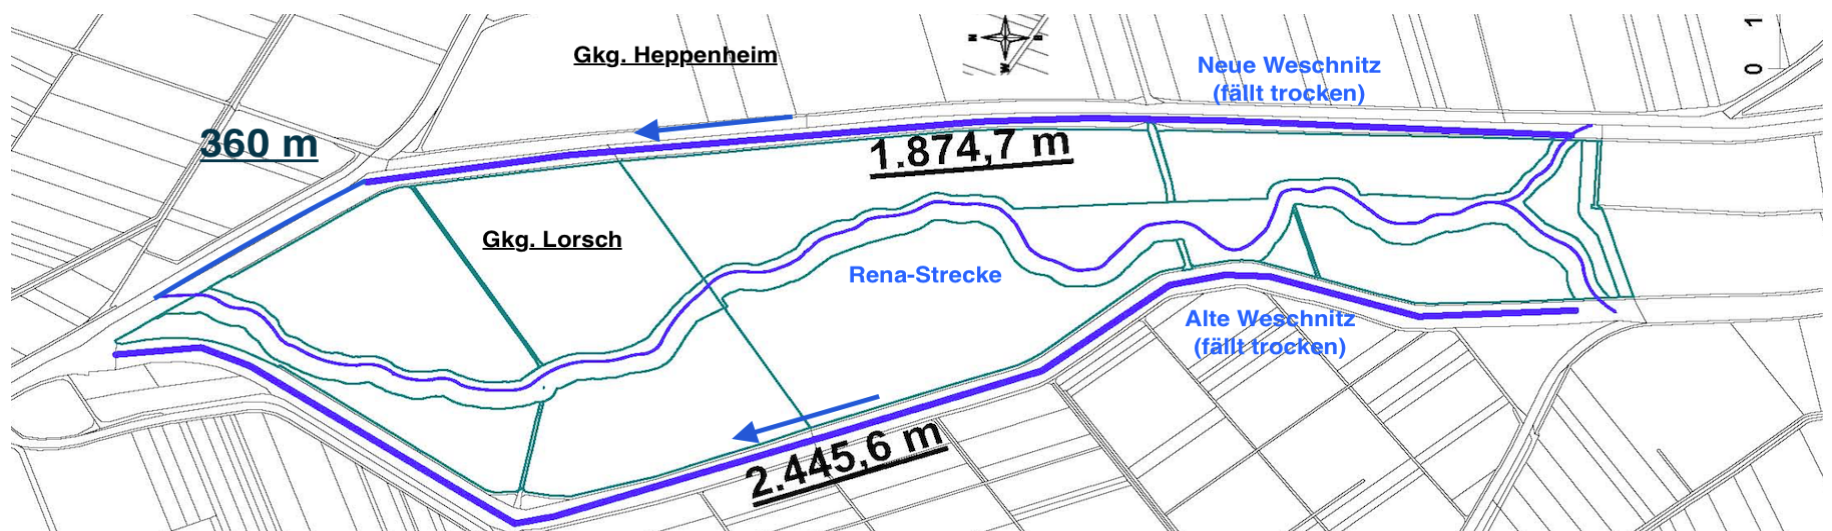 Gkg. Heppenheim
Neue Weschnitz
(fällt trocken)
0
360 m
1.874,7 m
Gkg. Lorsch
Rena-Strecke
Alte Weschnitz
(fällt trocken)
2.445,6 m